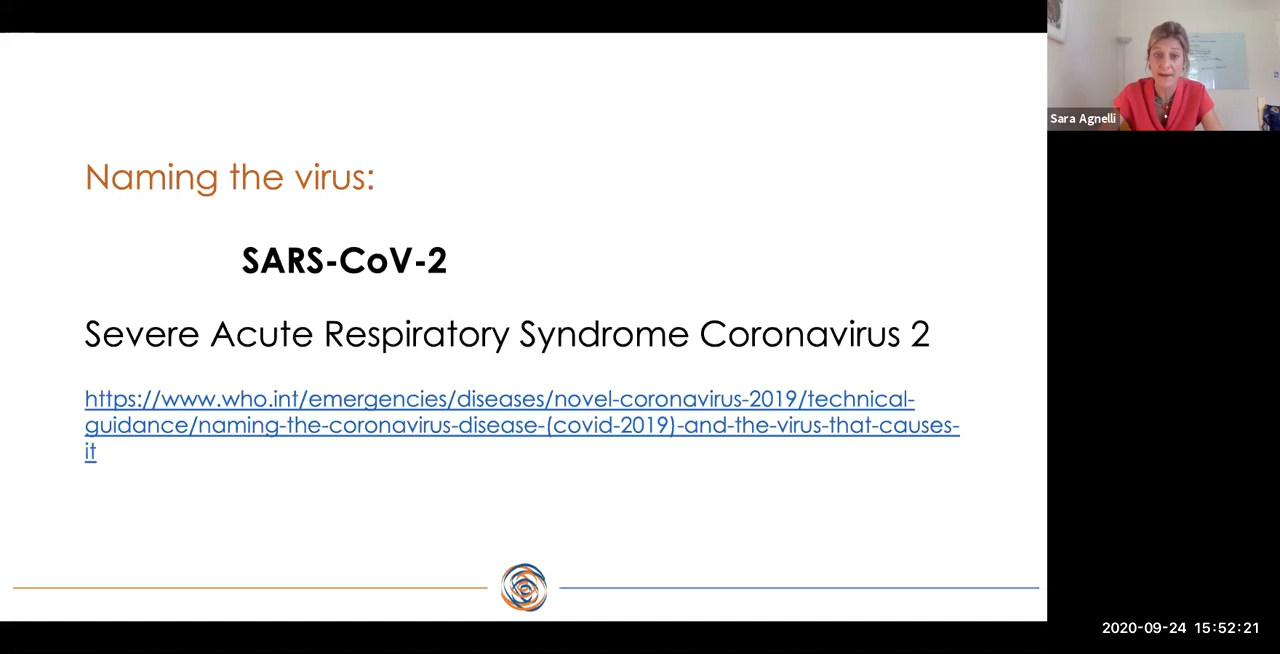 Naming the virus:
SARS-CoV-2
Severe Acute Respiratory Syndrome Coronavirus 2
https://www.who.int/emergencies/diseases/novel-coronavirus-2019/technical-
guidance/naming-the-coronavirus-disease-(covid-2019)-and-the-virus-that-causes-
it
Sara Agnelli
2020-09-24 15:52:21